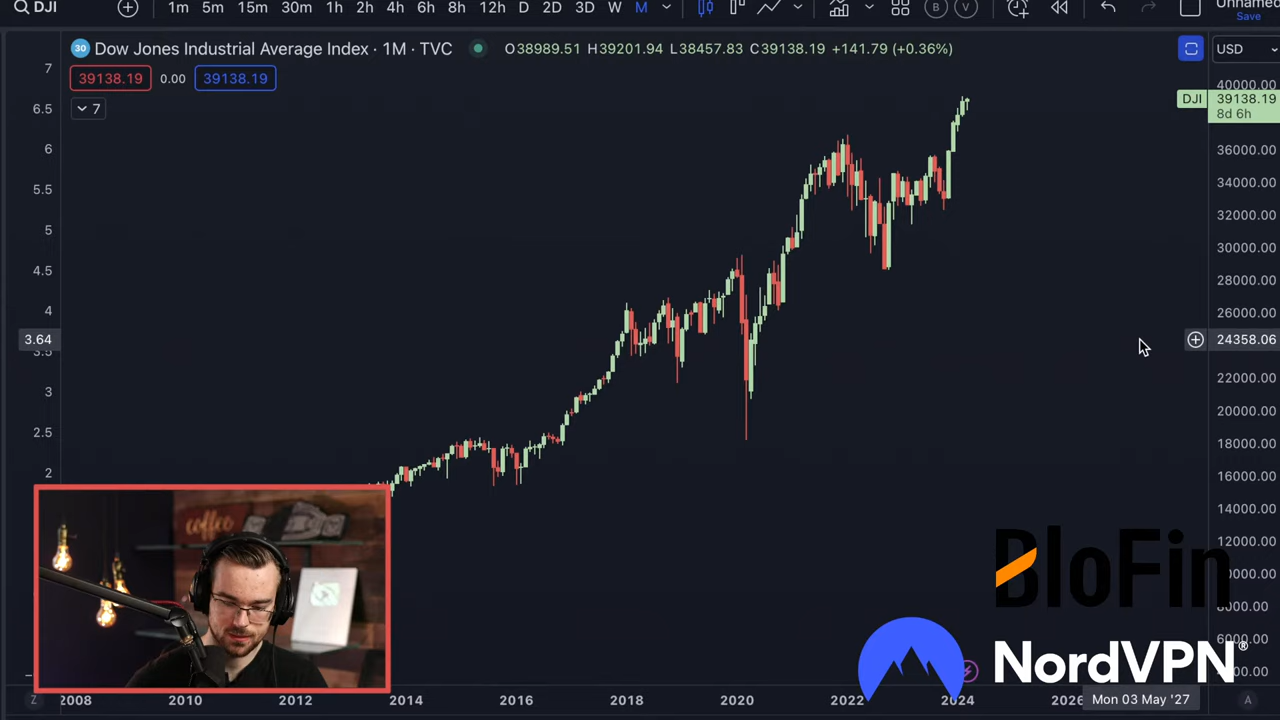 DJI
1m 5m 15m 30m 1h 2h 4h 6h 8h 12h D 2D 3D W M
B V
Unnamed
Save
30 Dow Jones Industrial Average Index · 1M · TVC
O38989.51 H39201.94 L38457.83 C39138.19 +141.79 (+0.36%)
USD
39138.19 0.00 39138.19
7
7
6.5
6
5.5
5
4.5
4
3.64
3.5
3
2.5
2
40000.00
DJI 39138.19
8d 6h
36000.00
34000.00
32000.00
30000.00
28000.00
26000.00
24358.06
22000.00
20000.00
18000.00
16000.00
14000.00
12000.00
coffee
BloFin
NordVPN®
Z 2008 2010 2012 2014 2016 2018 2020 2022 2024 2026 Mon 03 May '27 A